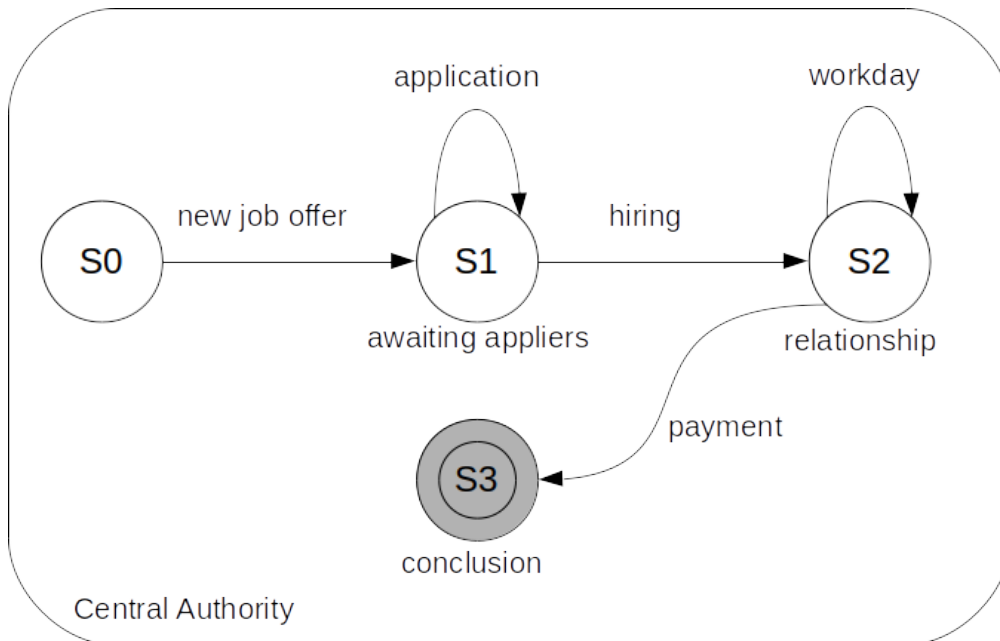 application
workday
new job offer
hiring
S0
S1
S2
awaiting appliers
relationship
payment
S3
conclusion
Central Authority